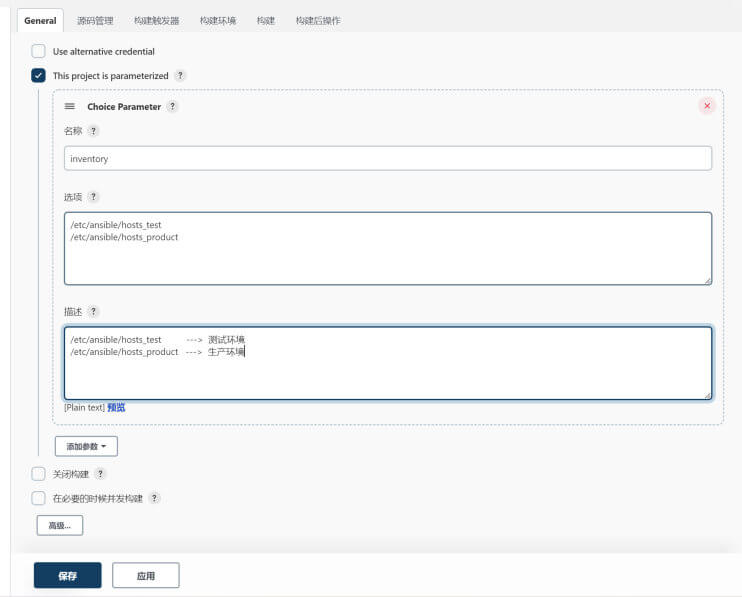 General 源码管理 构建触发器 构建环境 构建 构建后操作
Use alternative credential
This project is parameterized ?
Choice Parameter ?
名称 ?
inventory
选项 ?
/etc/ansible/hosts_test
/etc/ansible/hosts_product
描述 ?
/etc/ansible/hosts_test ---> 测试环境
/etc/ansible/hosts_product ---> 生产环境
[Plain text] 预览
添加参数
关闭构建 ?
在必要的时候并发构建 ?
高级...
保存 应用